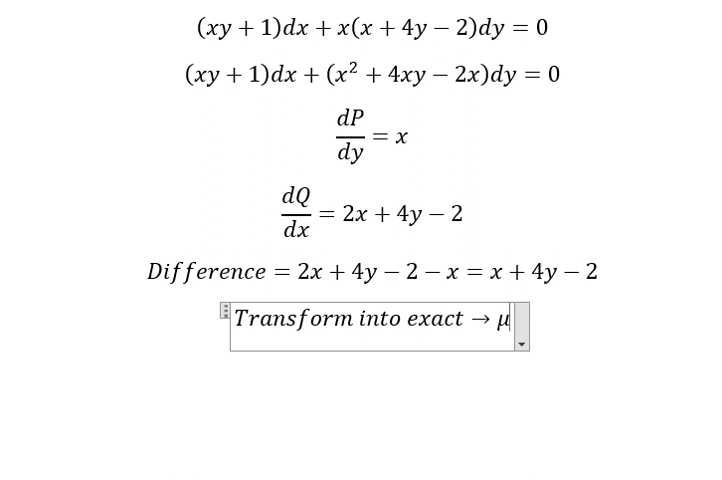 (xy + 1)dx + x(x + 4y − 2)dy = 0
(xy + 1)dx + (x² + 4xy − 2x)dy = 0
dP/dy = x
dQ/dx = 2x + 4y − 2
Difference = 2x + 4y − 2 − x = x + 4y − 2
Transform into exact → μ